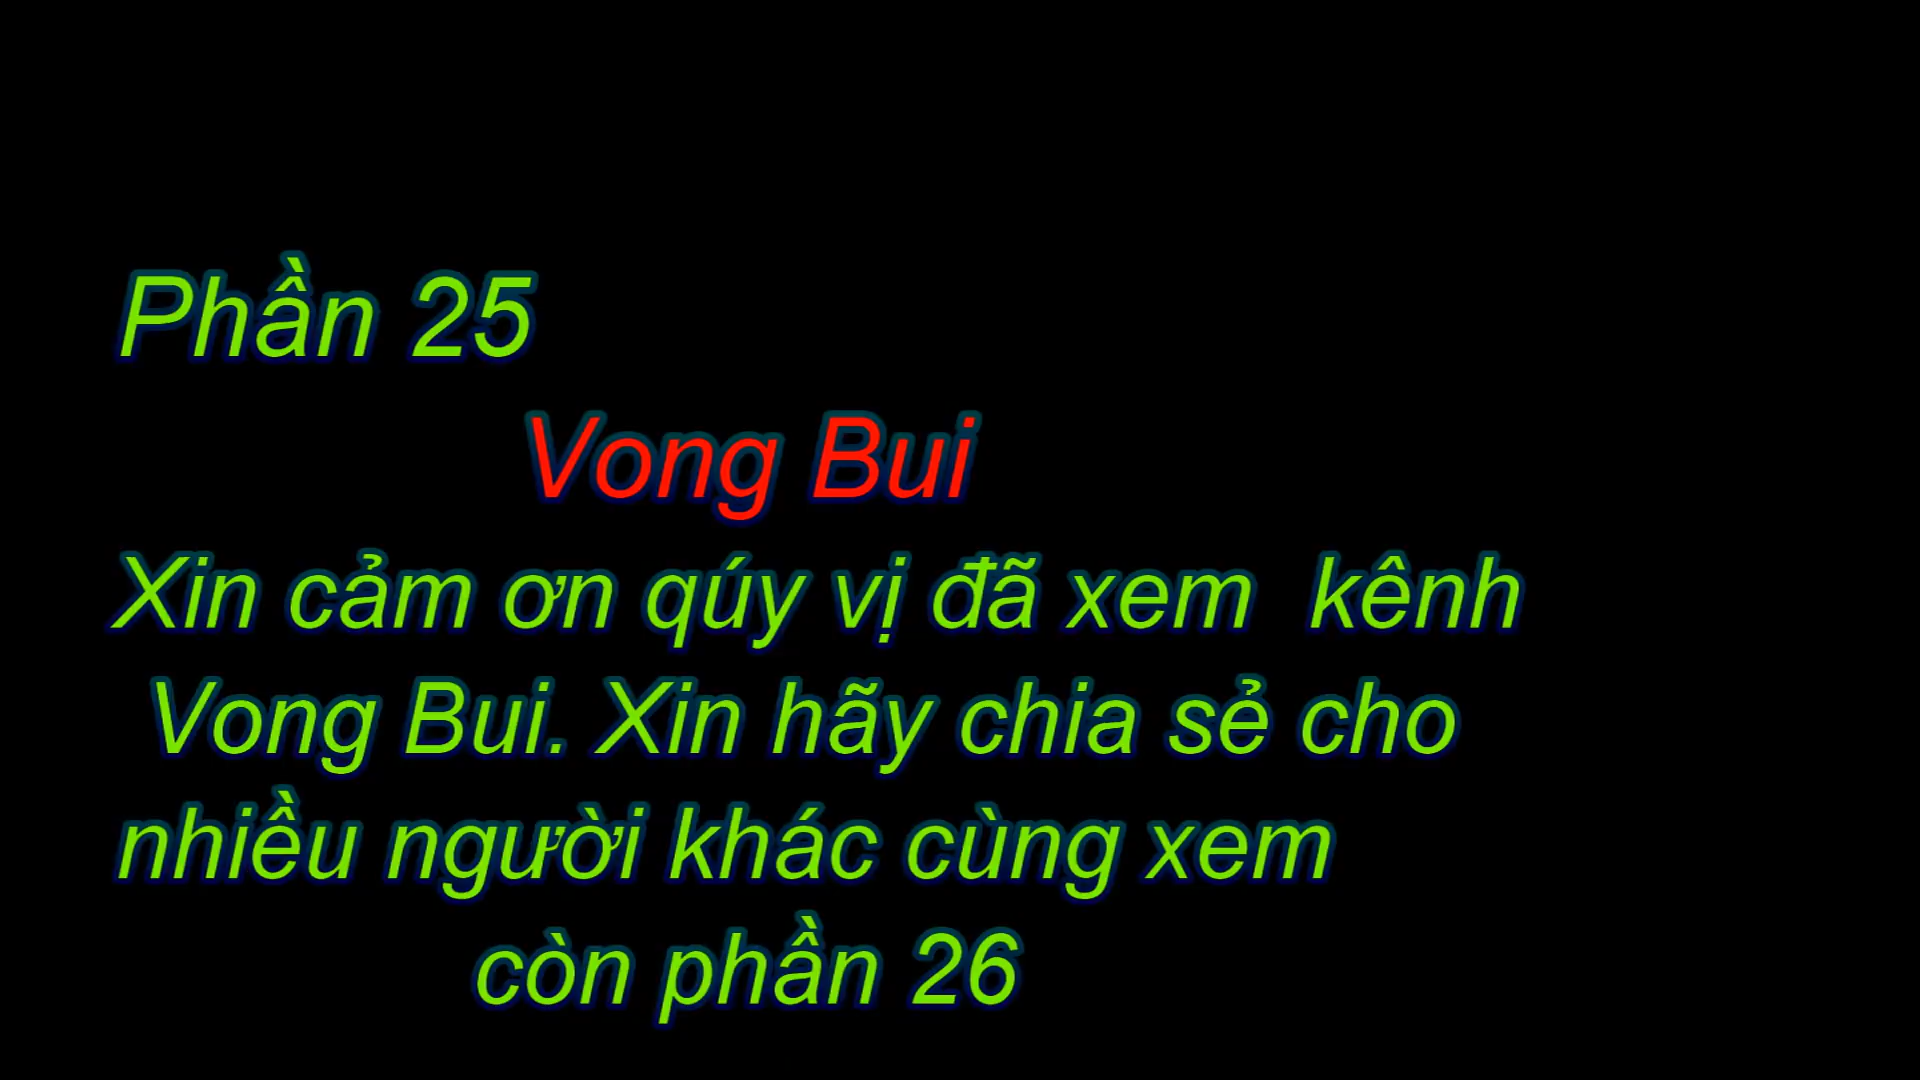 Phần 25
Vong Bui
Xin cảm ơn qúy vị đã xem  kênh
Vong Bui. Xin hãy chia sẻ cho
nhiều người khác cùng xem
còn phần 26